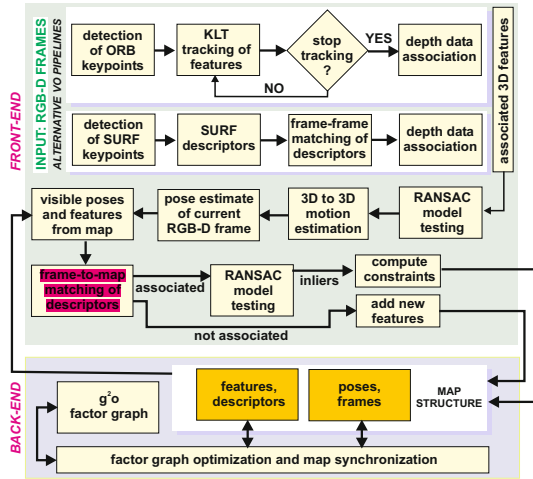 FRONT-END
INPUT: RGB-D FRAMES
ALTERNATIVE VO PIPELINES
detection
of ORB
keypoints
KLT
tracking of
features
stop
tracking
?
YES
NO
depth data
association
detection
of SURF
keypoints
SURF
descriptors
frame-frame
matching of
descriptors
depth data
association
associated 3D features
visible poses
and features
from map
pose estimate
of current
RGB-D frame
3D to 3D
motion
estimation
RANSAC
model
testing
frame-to-map
matching of
descriptors
associated
RANSAC
model
testing
inliers
compute
constraints
not associated
add new
features
BACK-END
g²o
factor graph
features,
descriptors
poses,
frames
MAP
STRUCTURE
factor graph optimization and map synchronization